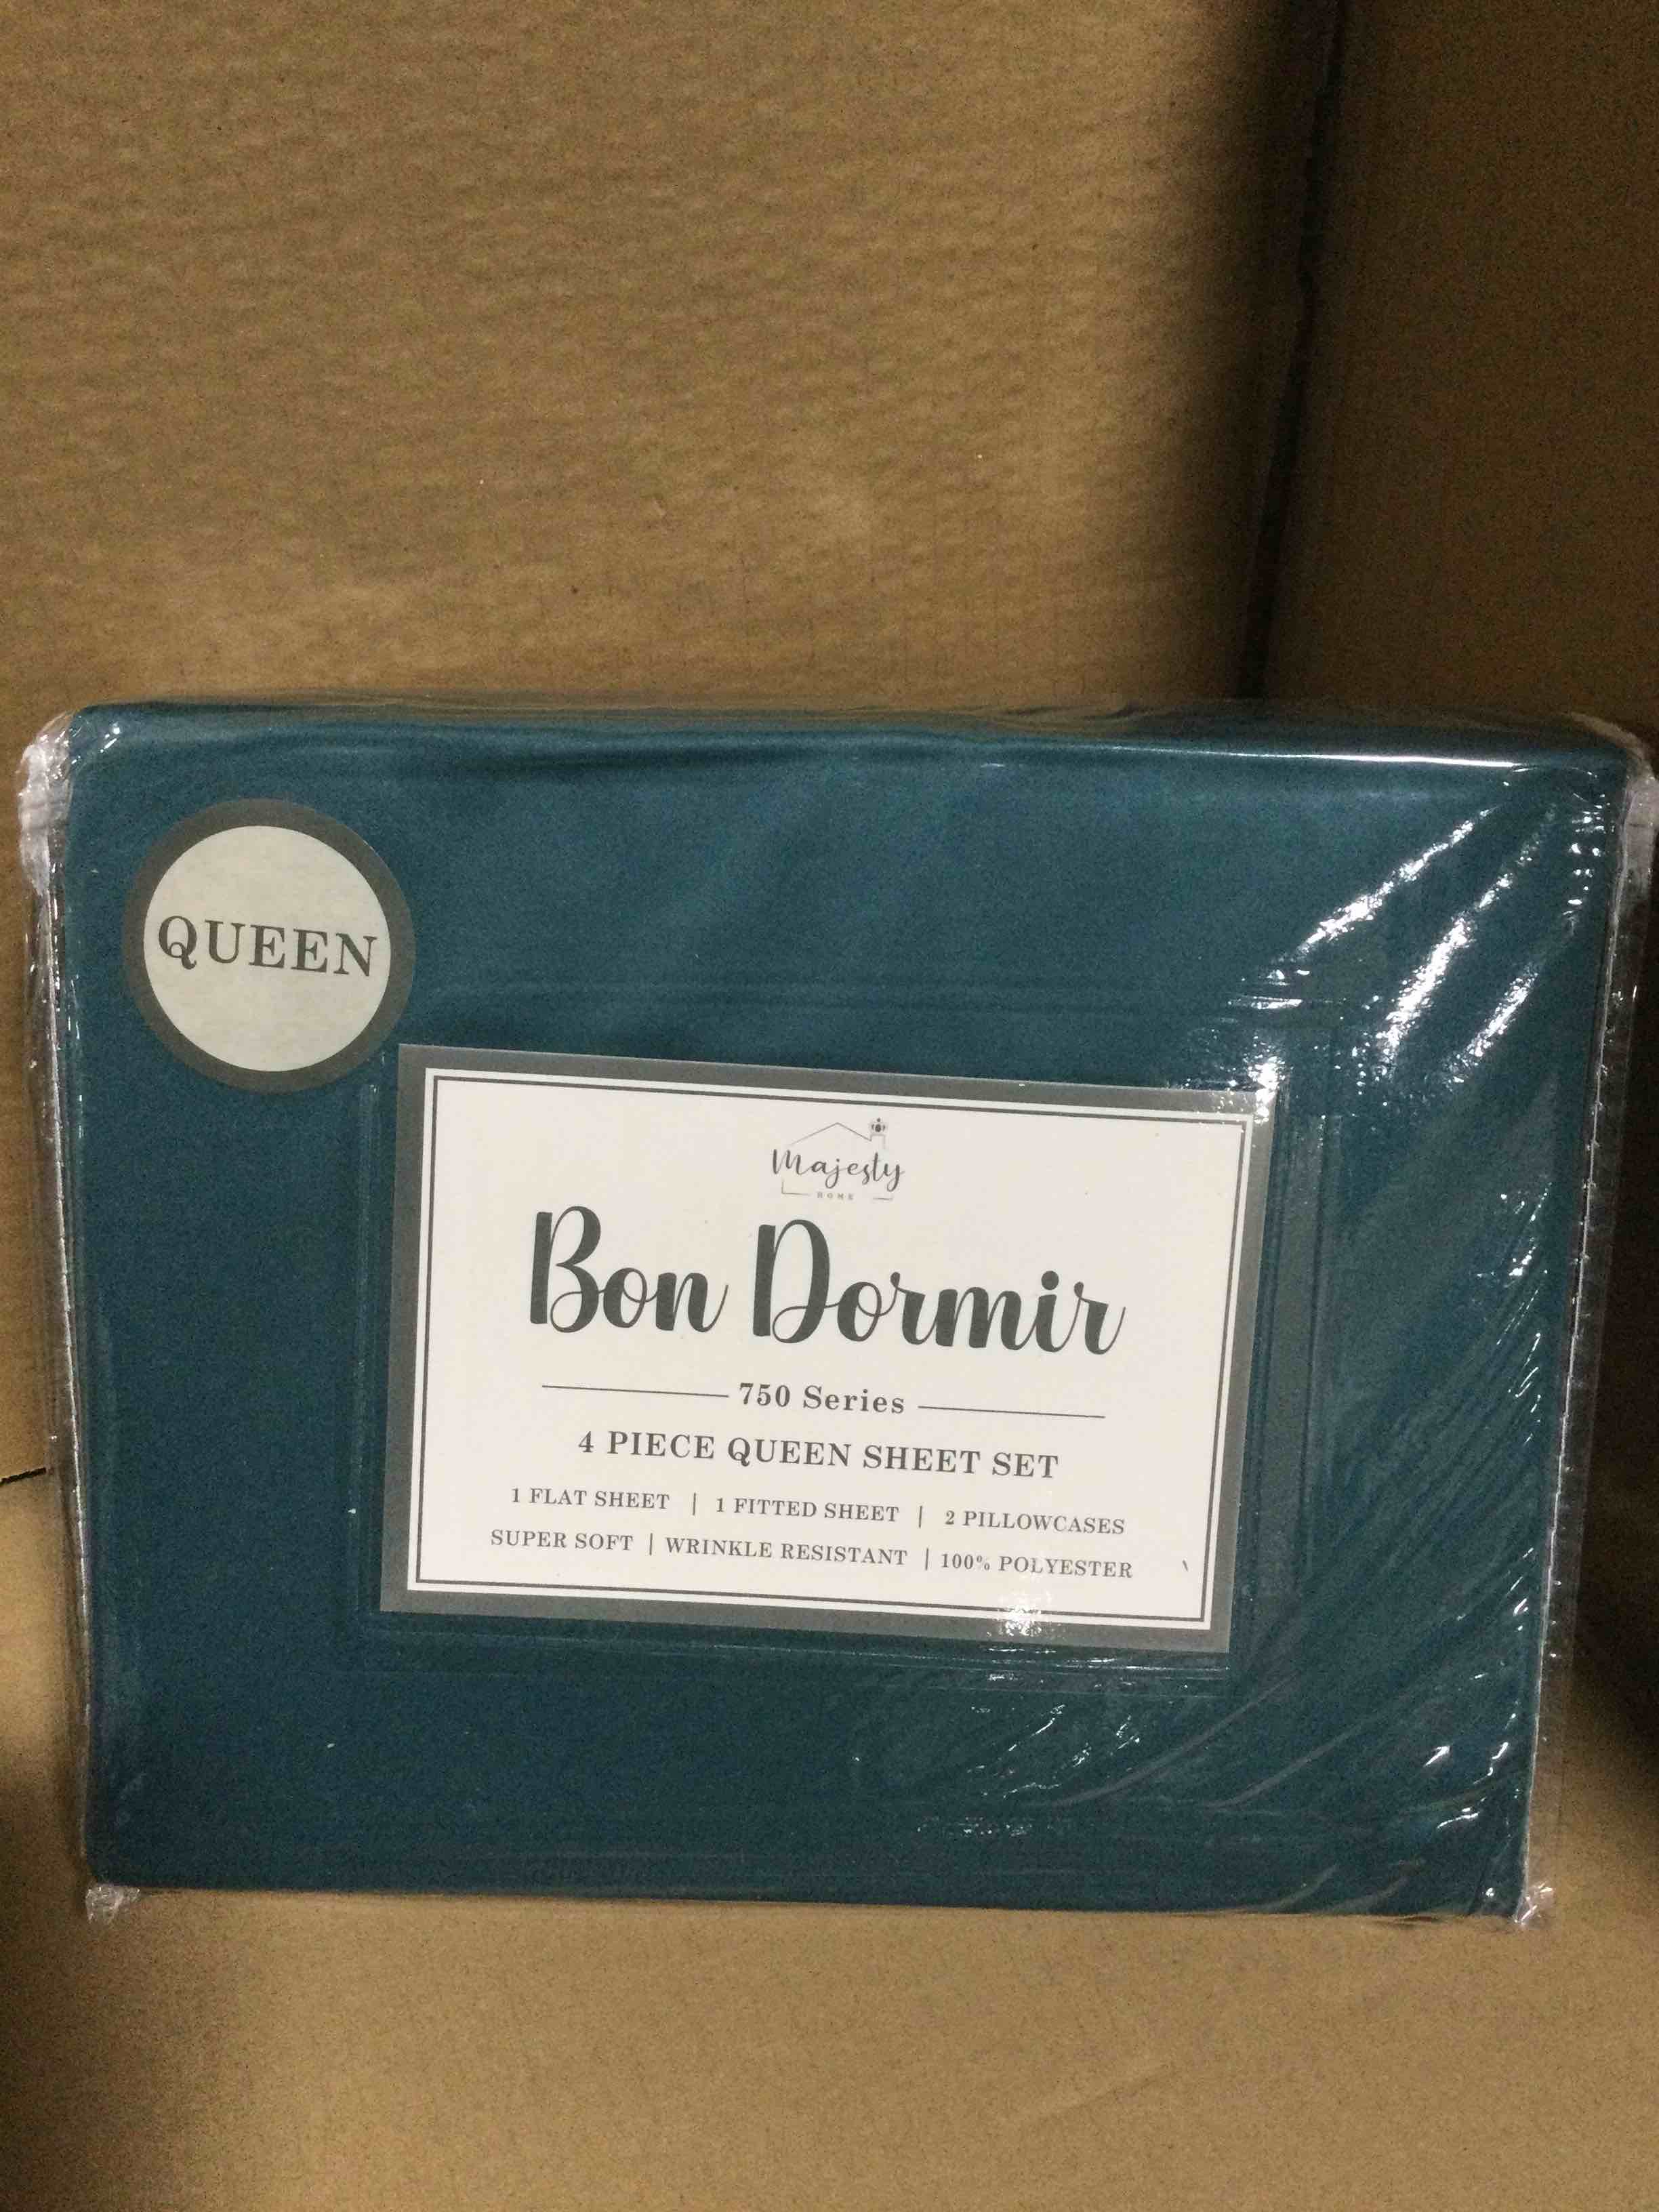 QUEEN
Majesty
HOME
Bon Dormir
750 Series
4 PIECE QUEEN SHEET SET
1 FLAT SHEET | 1 FITTED SHEET | 2 PILLOWCASES
SUPER SOFT | WRINKLE RESISTANT | 100% POLYESTER